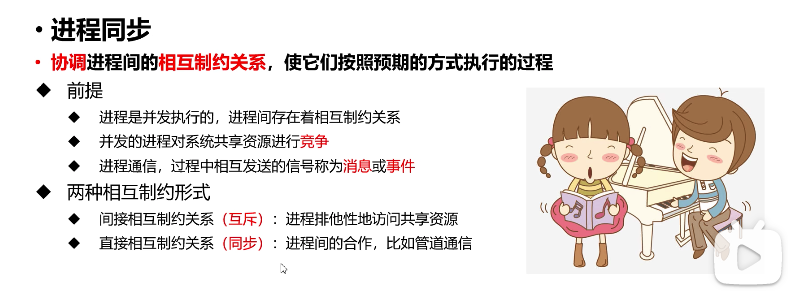 • 进程同步
• 协调进程间的相互制约关系，使它们按照预期的方式执行的过程
◆ 前提
◆ 进程是并发执行的，进程间存在着相互制约关系
◆ 并发的进程对系统共享资源进行竞争
◆ 进程通信，过程中相互发送的信号称为消息或事件
◆ 两种相互制约形式
◆ 间接相互制约关系（互斥）：进程排他性地访问共享资源
◆ 直接相互制约关系（同步）：进程间的合作，比如管道通信